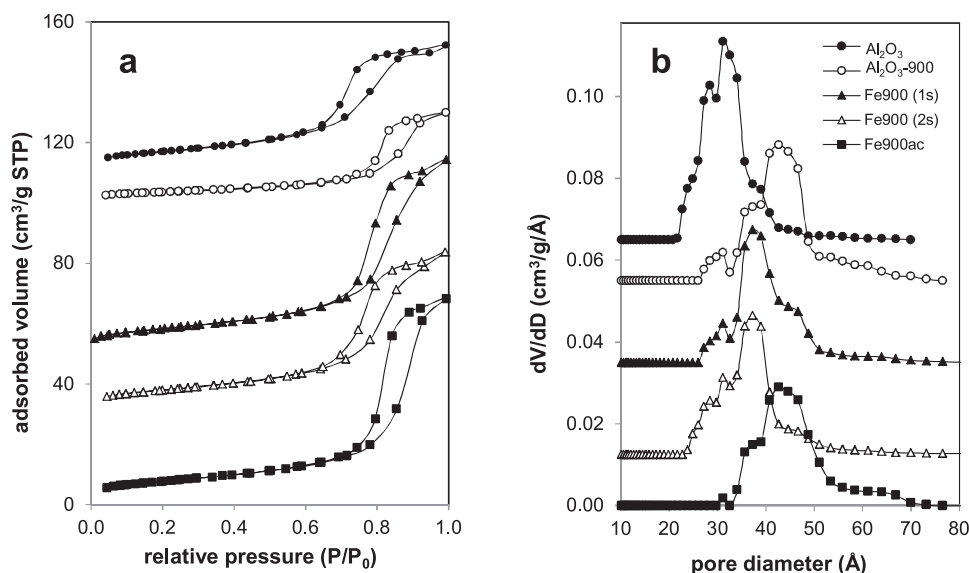 a
160
120
80
40
0
0.0 0.2 0.4 0.6 0.8 1.0
adsorbed volume (cm³/g STP)
relative pressure (P/P₀)
b
Al₂O₃
Al₂O₃-900
Fe900 (1s)
Fe900 (2s)
Fe900ac
0.10
0.08
0.06
0.04
0.02
0.00
10 20 30 40 50 60 70 80
dV/dD (cm³/g/Å)
pore diameter (Å)